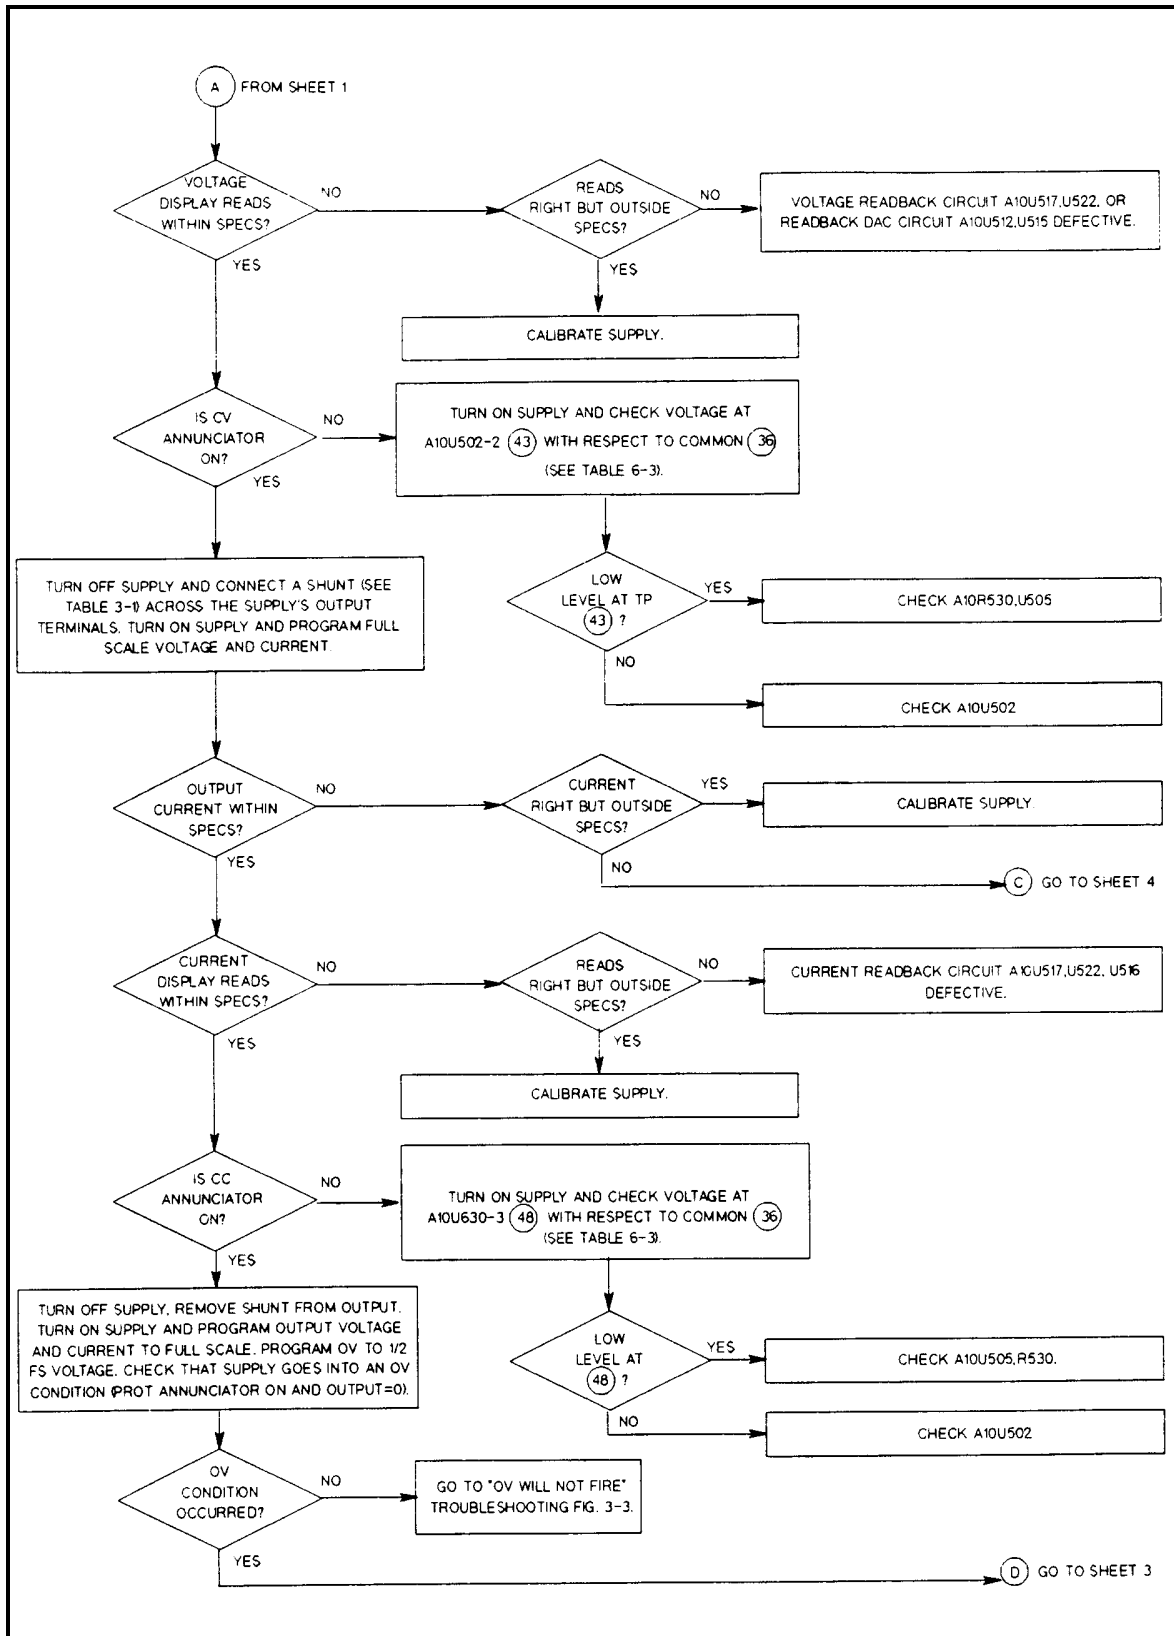 A FROM SHEET 1
VOLTAGE
DISPLAY READS
WITHIN SPECS?
NO
READS
RIGHT BUT OUTSIDE
SPECS?
NO
VOLTAGE READBACK CIRCUIT A10U517,U522, OR
READBACK DAC CIRCUIT A10U512,U515 DEFECTIVE.
YES
YES
CALIBRATE SUPPLY.
IS CV
ANNUNCIATOR
ON?
NO
TURN ON SUPPLY AND CHECK VOLTAGE AT
A10U502-2 43 WITH RESPECT TO COMMON 36
(SEE TABLE 6-3).
YES
TURN OFF SUPPLY AND CONNECT A SHUNT (SEE
TABLE 3-1) ACROSS THE SUPPLY'S OUTPUT
TERMINALS. TURN ON SUPPLY AND PROGRAM FULL
SCALE VOLTAGE AND CURRENT.
LOW
LEVEL AT TP
43 ?
YES
CHECK A10R530,U505
NO
CHECK A10U502
OUTPUT
CURRENT WITHIN
SPECS?
NO
CURRENT
RIGHT BUT OUTSIDE
SPECS?
YES
CALIBRATE SUPPLY.
YES
NO
C GO TO SHEET 4
CURRENT
DISPLAY READS
WITHIN SPECS?
NO
READS
RIGHT BUT OUTSIDE
SPECS?
NO
CURRENT READBACK CIRCUIT A10U517,U522, U516
DEFECTIVE.
YES
YES
CALIBRATE SUPPLY.
IS CC
ANNUNCIATOR
ON?
NO
TURN ON SUPPLY AND CHECK VOLTAGE AT
A10U630-3 48 WITH RESPECT TO COMMON 36
(SEE TABLE 6-3).
YES
TURN OFF SUPPLY, REMOVE SHUNT FROM OUTPUT.
TURN ON SUPPLY AND PROGRAM OUTPUT VOLTAGE
AND CURRENT TO FULL SCALE. PROGRAM OV TO 1/2
FS VOLTAGE. CHECK THAT SUPPLY GOES INTO AN OV
CONDITION (PROT ANNUNCIATOR ON AND OUTPUT=0).
LOW
LEVEL AT
48 ?
YES
CHECK A10U505,R530.
NO
CHECK A10U502
OV
CONDITION
OCCURRED?
NO
GO TO "OV WILL NOT FIRE"
TROUBLESHOOTING FIG. 3-3.
YES
D GO TO SHEET 3